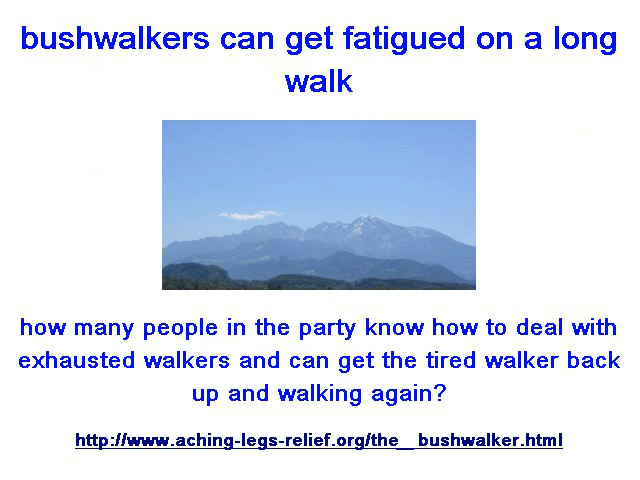 bushwalkers can get fatigued on a long
walk
how many people in the party know how to deal with
exhausted walkers and can get the tired walker back
up and walking again?
http://www.aching-legs-relief.org/the__bushwalker.html